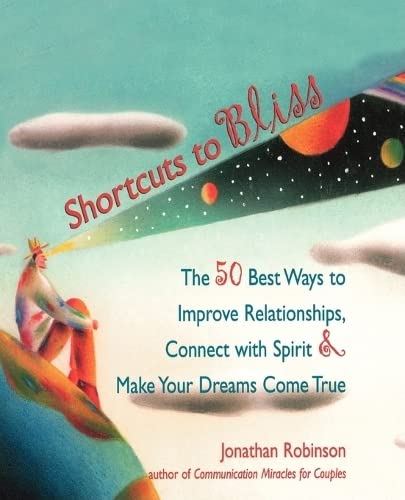 Shortcuts to Bliss
The 50 Best Ways to
Improve Relationships,
Connect with Spirit &
Make Your Dreams Come True
Jonathan Robinson
author of Communication Miracles for Couples